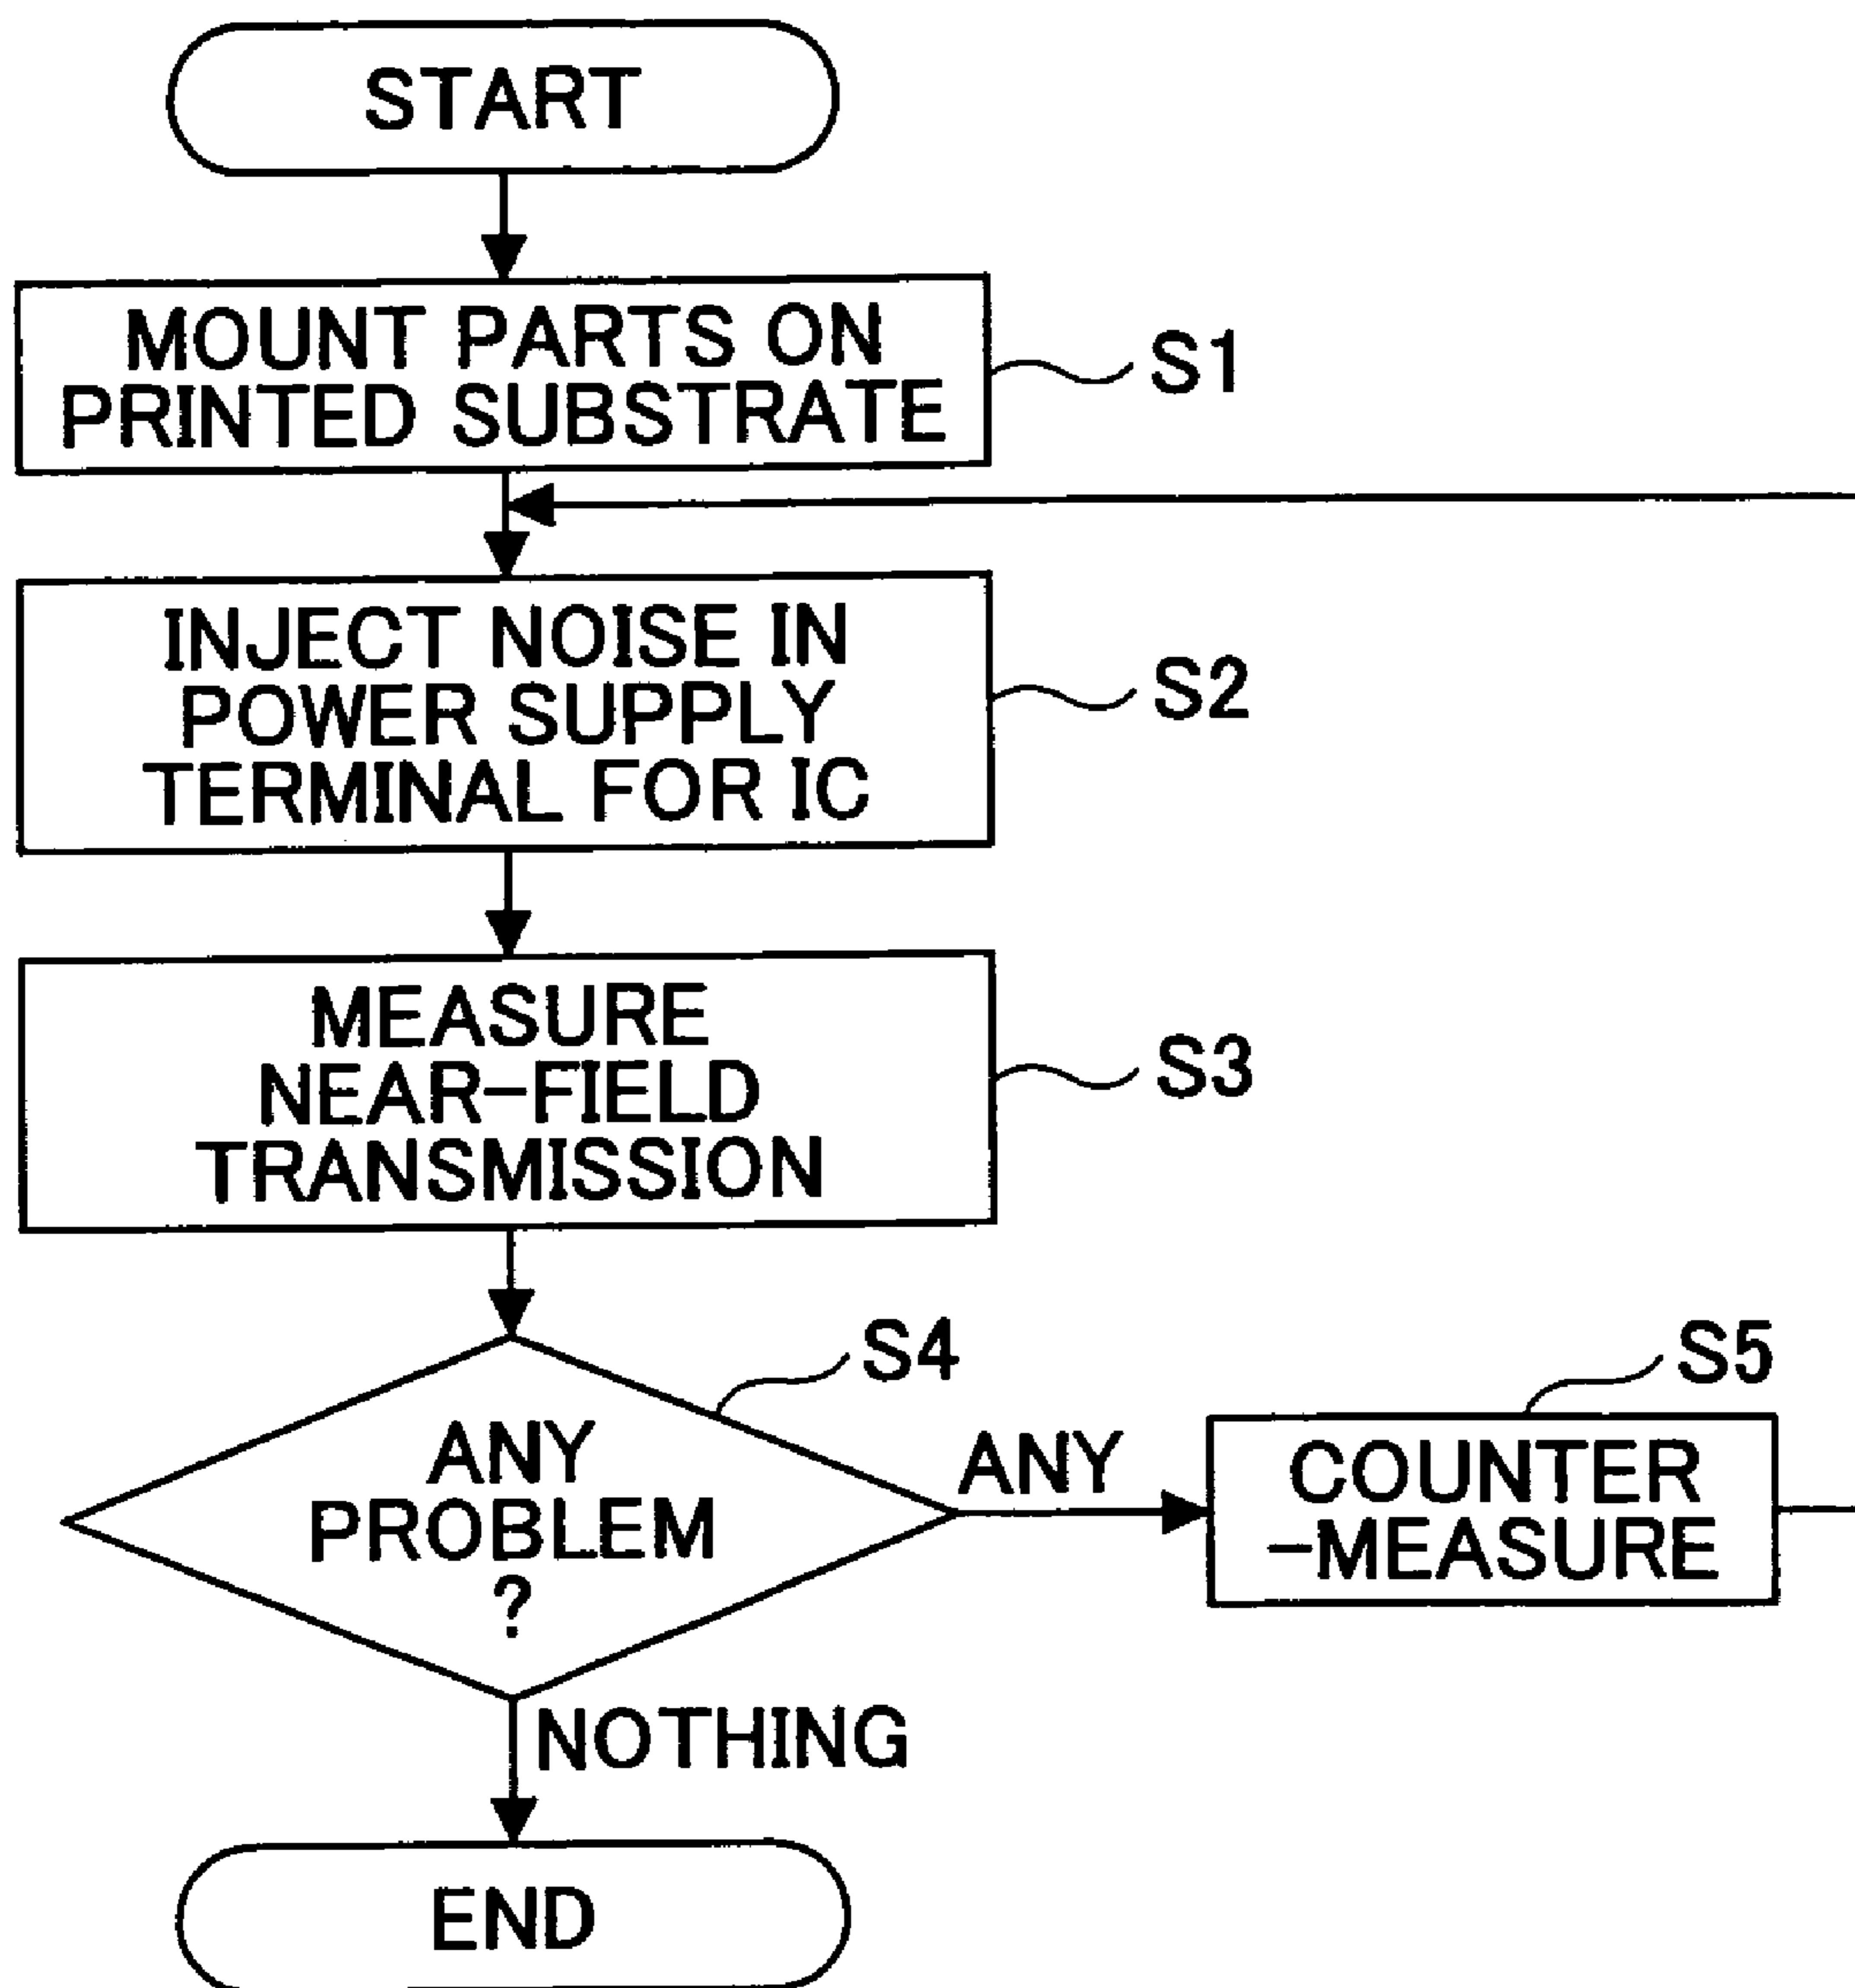 START
MOUNT PARTS ON
PRINTED SUBSTRATE
S1
INJECT NOISE IN
POWER SUPPLY
TERMINAL FOR IC
S2
MEASURE
NEAR-FIELD
TRANSMISSION
S3
ANY
PROBLEM
?
S4
ANY
COUNTER
-MEASURE
S5
NOTHING
END